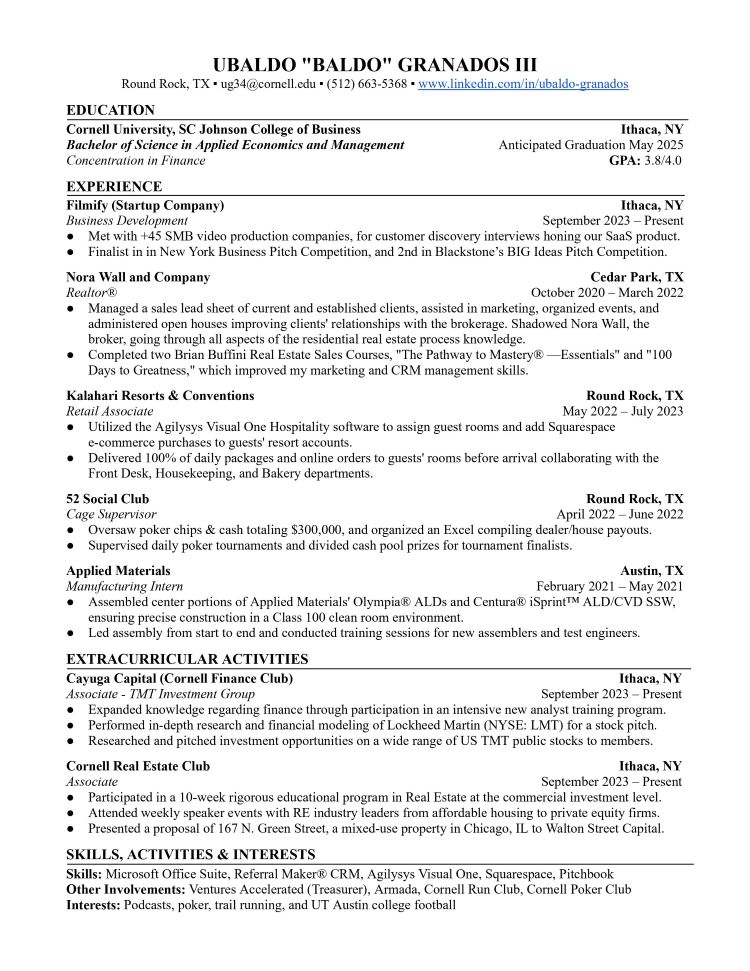 UBALDO "BALDO" GRANADOS III
Round Rock, TX ▪ ug34@cornell.edu ▪ (512) 663-5368 ▪ www.linkedin.com/in/ubaldo-granados
EDUCATION
Cornell University, SC Johnson College of Business Ithaca, NY
Bachelor of Science in Applied Economics and Management Anticipated Graduation May 2025
Concentration in Finance GPA: 3.8/4.0
EXPERIENCE
Filmify (Startup Company) Ithaca, NY
Business Development September 2023 – Present
● Met with +45 SMB video production companies, for customer discovery interviews honing our SaaS product.
● Finalist in in New York Business Pitch Competition, and 2nd in Blackstone's BIG Ideas Pitch Competition.
Nora Wall and Company Cedar Park, TX
Realtor® October 2020 – March 2022
● Managed a sales lead sheet of current and established clients, assisted in marketing, organized events, and
administered open houses improving clients' relationships with the brokerage. Shadowed Nora Wall, the
broker, going through all aspects of the residential real estate process knowledge.
● Completed two Brian Buffini Real Estate Sales Courses, "The Pathway to Mastery® —Essentials" and "100
Days to Greatness," which improved my marketing and CRM management skills.
Kalahari Resorts & Conventions Round Rock, TX
Retail Associate May 2022 – July 2023
● Utilized the Agilysys Visual One Hospitality software to assign guest rooms and add Squarespace
e-commerce purchases to guests' resort accounts.
● Delivered 100% of daily packages and online orders to guests' rooms before arrival collaborating with the
Front Desk, Housekeeping, and Bakery departments.
52 Social Club Round Rock, TX
Cage Supervisor April 2022 – June 2022
● Oversaw poker chips & cash totaling $300,000, and organized an Excel compiling dealer/house payouts.
● Supervised daily poker tournaments and divided cash pool prizes for tournament finalists.
Applied Materials Austin, TX
Manufacturing Intern February 2021 – May 2021
● Assembled center portions of Applied Materials' Olympia® ALDs and Centura® iSprint™ ALD/CVD SSW,
ensuring precise construction in a Class 100 clean room environment.
● Led assembly from start to end and conducted training sessions for new assemblers and test engineers.
EXTRACURRICULAR ACTIVITIES
Cayuga Capital (Cornell Finance Club) Ithaca, NY
Associate - TMT Investment Group September 2023 – Present
● Expanded knowledge regarding finance through participation in an intensive new analyst training program.
● Performed in-depth research and financial modeling of Lockheed Martin (NYSE: LMT) for a stock pitch.
● Researched and pitched investment opportunities on a wide range of US TMT public stocks to members.
Cornell Real Estate Club Ithaca, NY
Associate September 2023 – Present
● Participated in a 10-week rigorous educational program in Real Estate at the commercial investment level.
● Attended weekly speaker events with RE industry leaders from affordable housing to private equity firms.
● Presented a proposal of 167 N. Green Street, a mixed-use property in Chicago, IL to Walton Street Capital.
SKILLS, ACTIVITIES & INTERESTS
Skills: Microsoft Office Suite, Referral Maker® CRM, Agilysys Visual One, Squarespace, Pitchbook
Other Involvements: Ventures Accelerated (Treasurer), Armada, Cornell Run Club, Cornell Poker Club
Interests: Podcasts, poker, trail running, and UT Austin college football